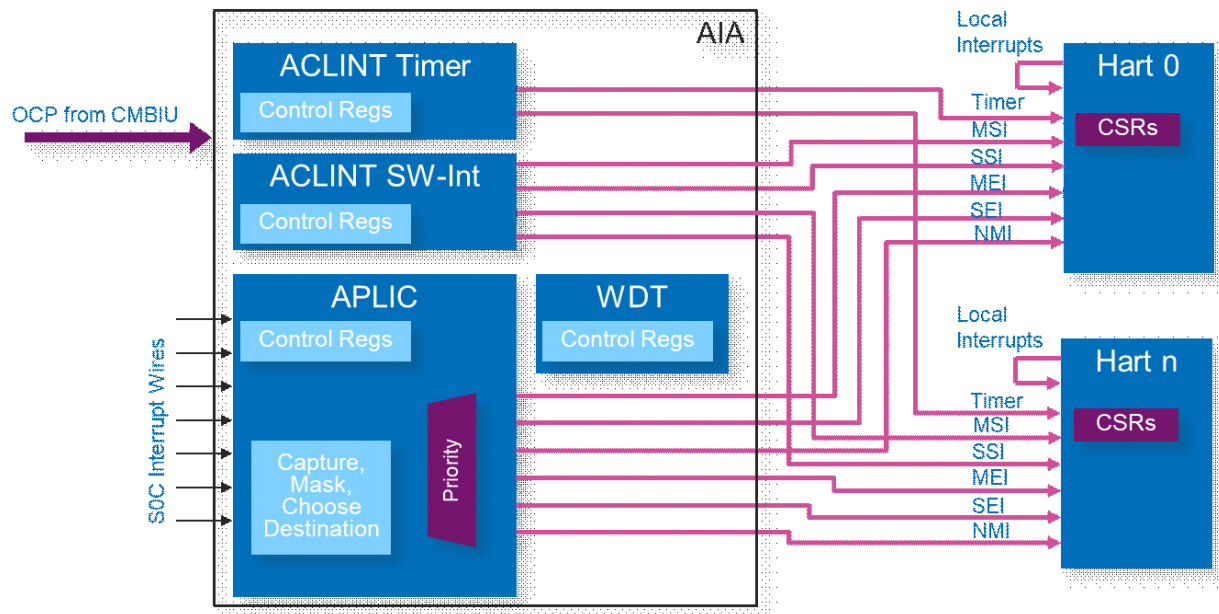 AIA
ACLINT Timer
Control Regs
OCP from CMBIU
ACLINT SW-Int
Control Regs
APLIC
Control Regs
WDT
Control Regs
SOC Interrupt Wires
Capture,
Mask,
Choose
Destination
Priority
Local
Interrupts
Hart 0
CSRs
Timer
MSI
SSI
MEI
SEI
NMI
Local
Interrupts
Hart n
CSRs
Timer
MSI
SSI
MEI
SEI
NMI